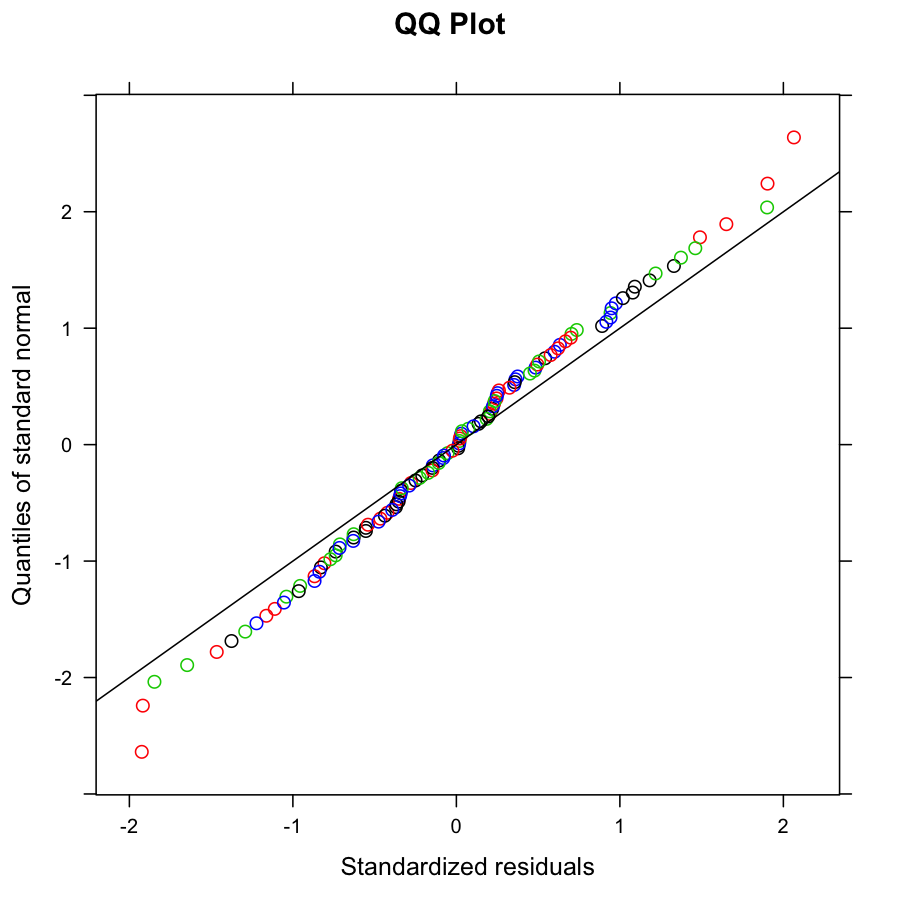 QQ Plot
Quantiles of standard normal
2
1
0
-1
-2
-2 -1 0 1 2
Standardized residuals